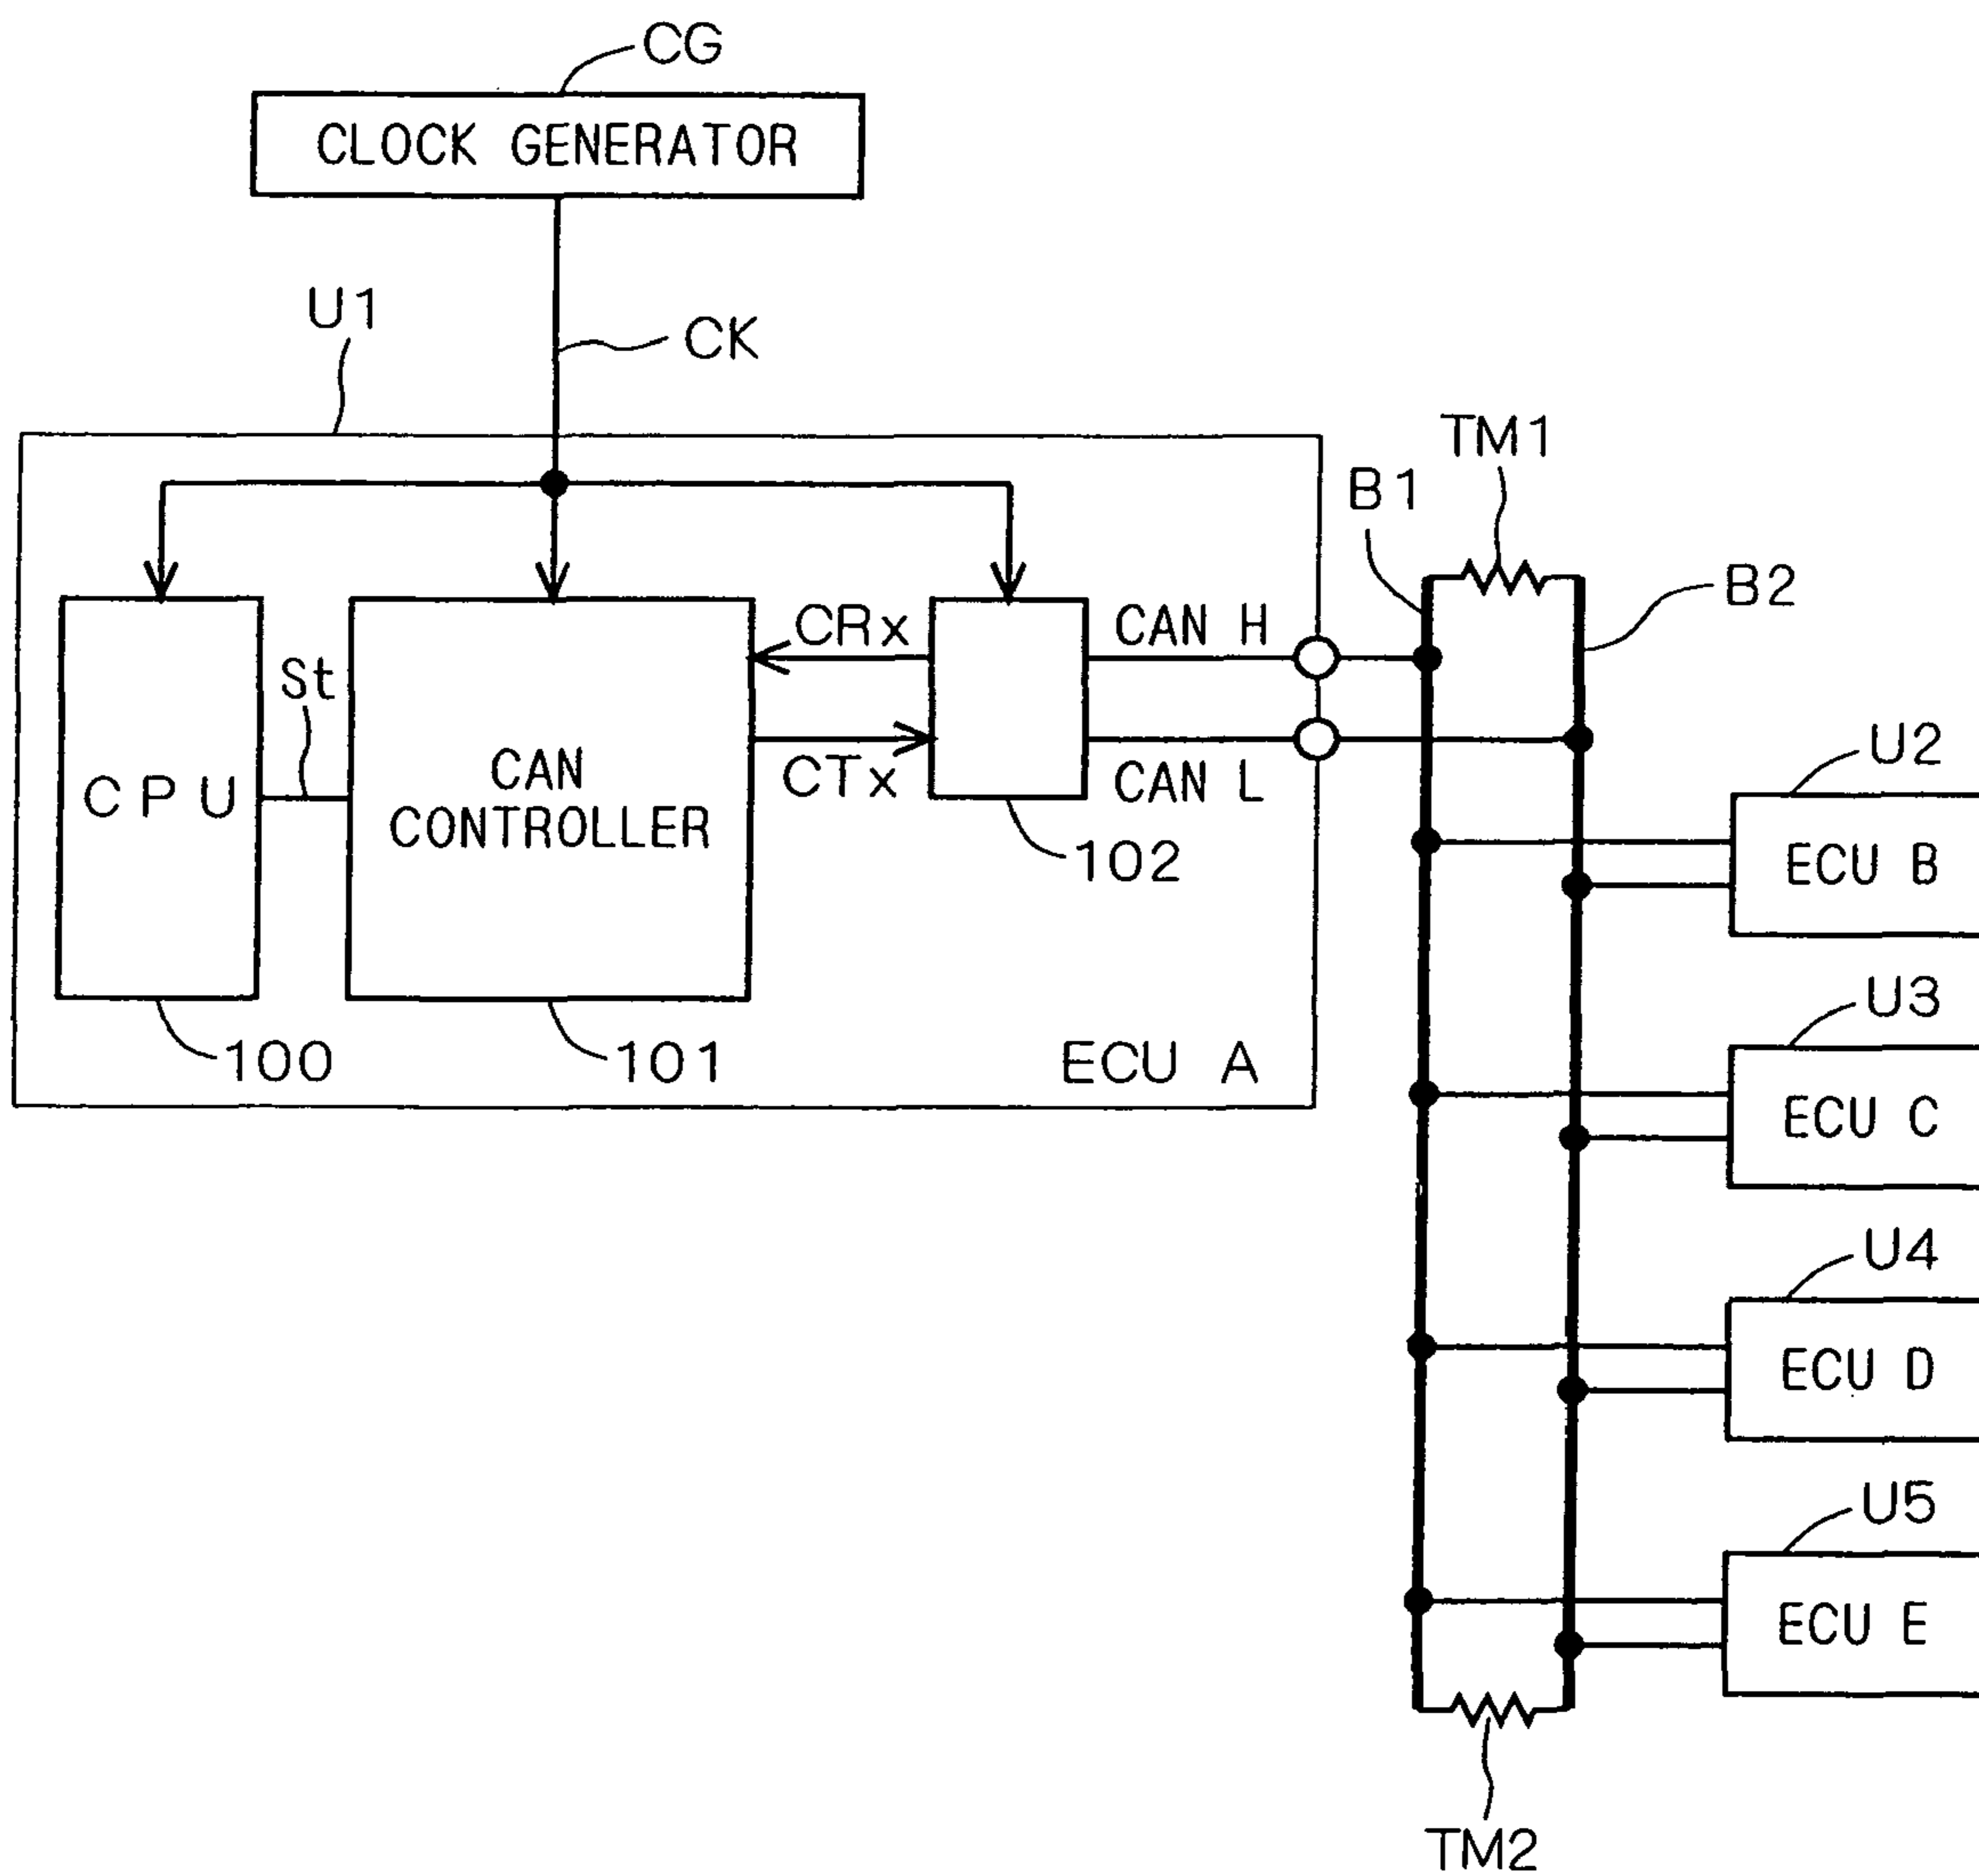 CG
CLOCK GENERATOR
U1
CK
TM1
B1
B2
CRx
CAN H
St
CTx
CAN L
CPU
CAN
CONTROLLER
102
U2
ECU B
100
101
ECU A
U3
ECU C
U4
ECU D
U5
ECU E
TM2